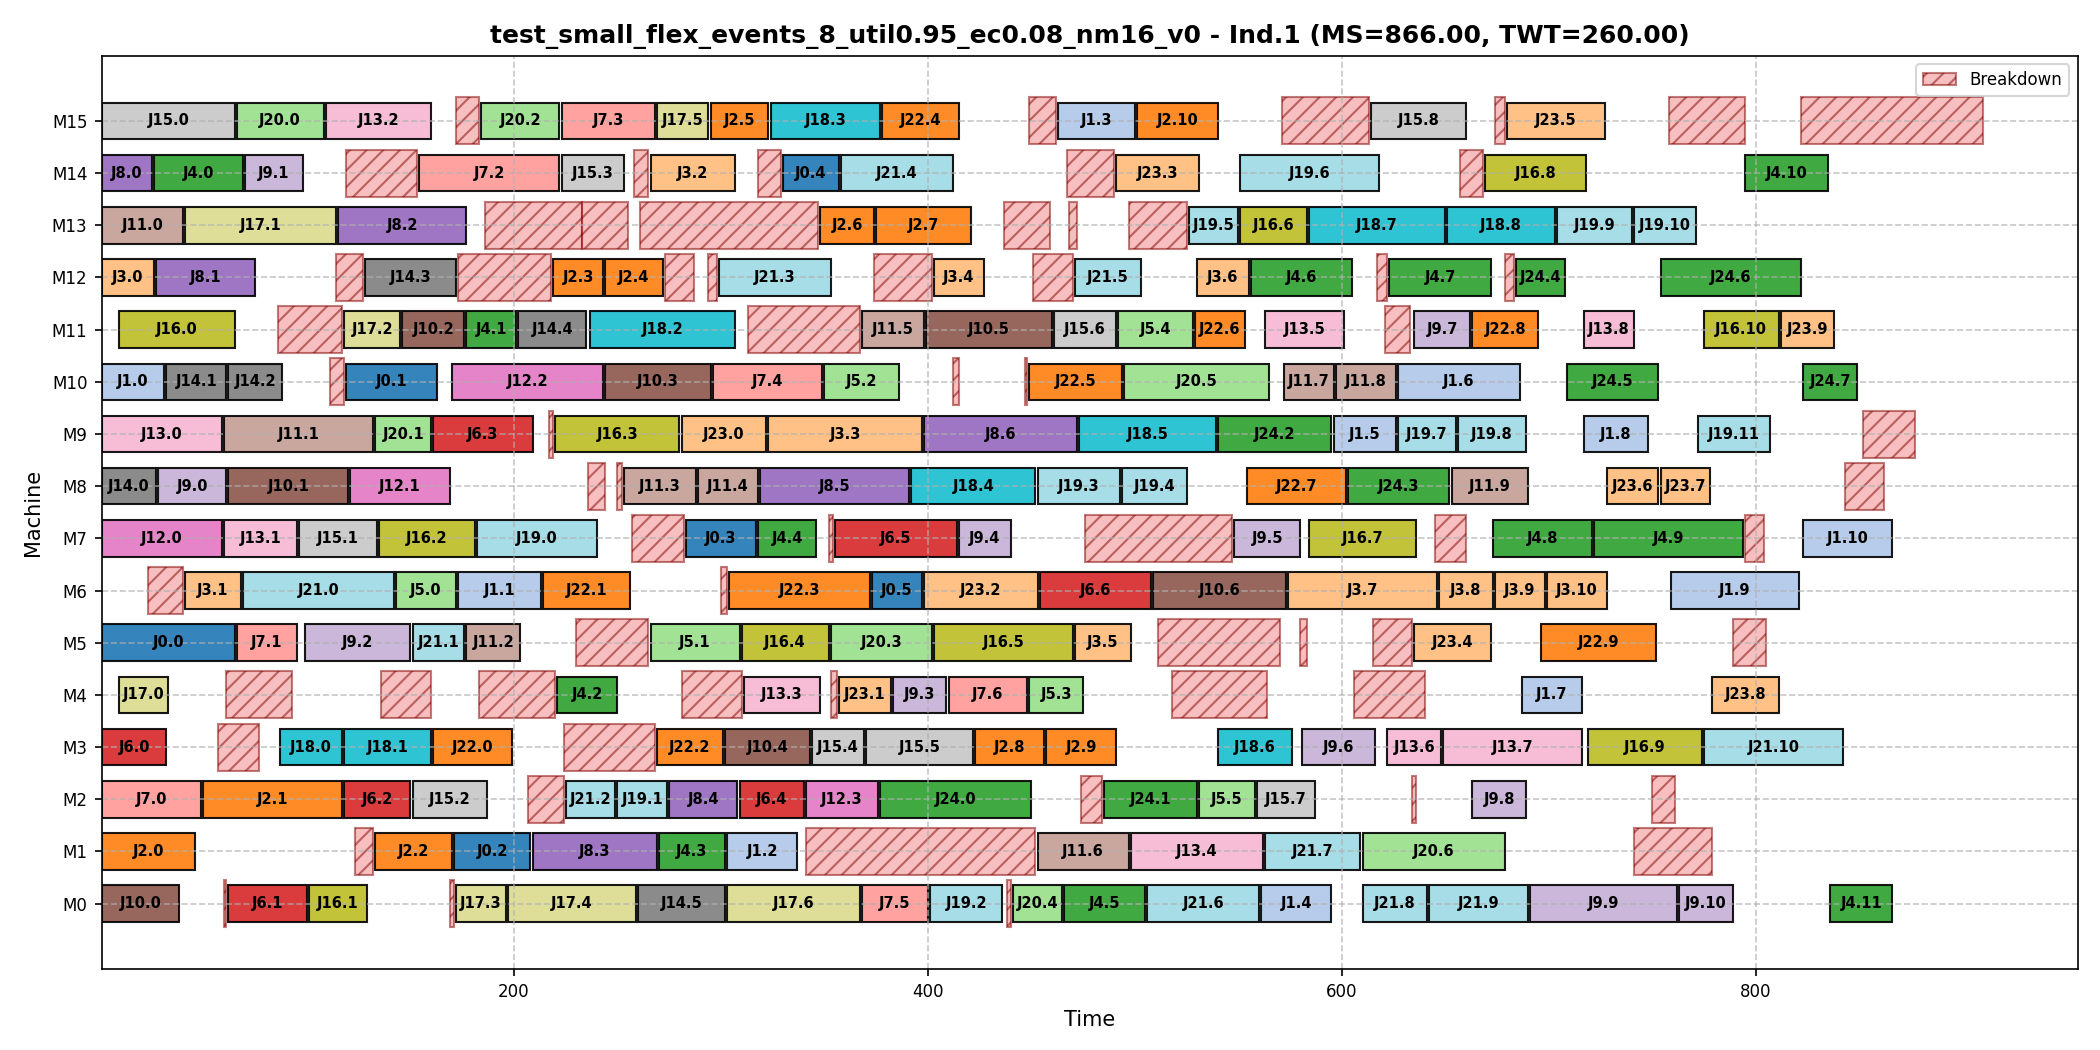 test_small_flex_events_8_util0.95_ec0.08_nm16_v0 - Ind.1 (MS=866.00, TWT=260.00)
Breakdown
M15 J15.0 J20.0 J13.2 J20.2 J7.3 J17.5 J2.5 J18.3 J22.4 J1.3 J2.10 J15.8 J23.5
M14 J8.0 J4.0 J9.1 J7.2 J15.3 J3.2 J0.4 J21.4 J23.3 J19.6 J16.8 J4.10
M13 J11.0 J17.1 J8.2 J2.6 J2.7 J19.5 J16.6 J18.7 J18.8 J19.9 J19.10
M12 J3.0 J8.1 J14.3 J2.3 J2.4 J21.3 J3.4 J21.5 J3.6 J4.6 J4.7 J24.4 J24.6
M11 J16.0 J17.2 J10.2 J4.1 J14.4 J18.2 J11.5 J10.5 J15.6 J5.4 J22.6 J13.5 J9.7 J22.8 J13.8 J16.10 J23.9
M10 J1.0 J14.1 J14.2 J0.1 J12.2 J10.3 J7.4 J5.2 J22.5 J20.5 J11.7 J11.8 J1.6 J24.5 J24.7
M9 J13.0 J11.1 J20.1 J6.3 J16.3 J23.0 J3.3 J8.6 J18.5 J24.2 J1.5 J19.7 J19.8 J1.8 J19.11
M8 J14.0 J9.0 J10.1 J12.1 J11.3 J11.4 J8.5 J18.4 J19.3 J19.4 J22.7 J24.3 J11.9 J23.6 J23.7
M7 J12.0 J13.1 J15.1 J16.2 J19.0 J0.3 J4.4 J6.5 J9.4 J9.5 J16.7 J4.8 J4.9 J1.10
M6 J3.1 J21.0 J5.0 J1.1 J22.1 J22.3 J0.5 J23.2 J6.6 J10.6 J3.7 J3.8 J3.9 J3.10 J1.9
M5 J0.0 J7.1 J9.2 J21.1 J11.2 J5.1 J16.4 J20.3 J16.5 J3.5 J23.4 J22.9
M4 J17.0 J4.2 J13.3 J23.1 J9.3 J7.6 J5.3 J1.7 J23.8
M3 J6.0 J18.0 J18.1 J22.0 J22.2 J10.4 J15.4 J15.5 J2.8 J2.9 J18.6 J9.6 J13.6 J13.7 J16.9 J21.10
M2 J7.0 J2.1 J6.2 J15.2 J21.2 J19.1 J8.4 J6.4 J12.3 J24.0 J24.1 J5.5 J15.7 J9.8
M1 J2.0 J2.2 J0.2 J8.3 J4.3 J1.2 J11.6 J13.4 J21.7 J20.6
M0 J10.0 J6.1 J16.1 J17.3 J17.4 J14.5 J17.6 J7.5 J19.2 J20.4 J4.5 J21.6 J1.4 J21.8 J21.9 J9.9 J9.10 J4.11
200 400 600 800
Time
Machine